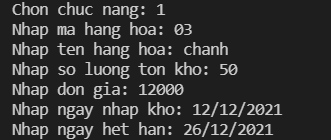 Chon chuc nang: 1
Nhap ma hang hoa: 03
Nhap ten hang hoa: chanh
Nhap so luong ton kho: 50
Nhap don gia: 12000
Nhap ngay nhap kho: 12/12/2021
Nhap ngay het han: 26/12/2021